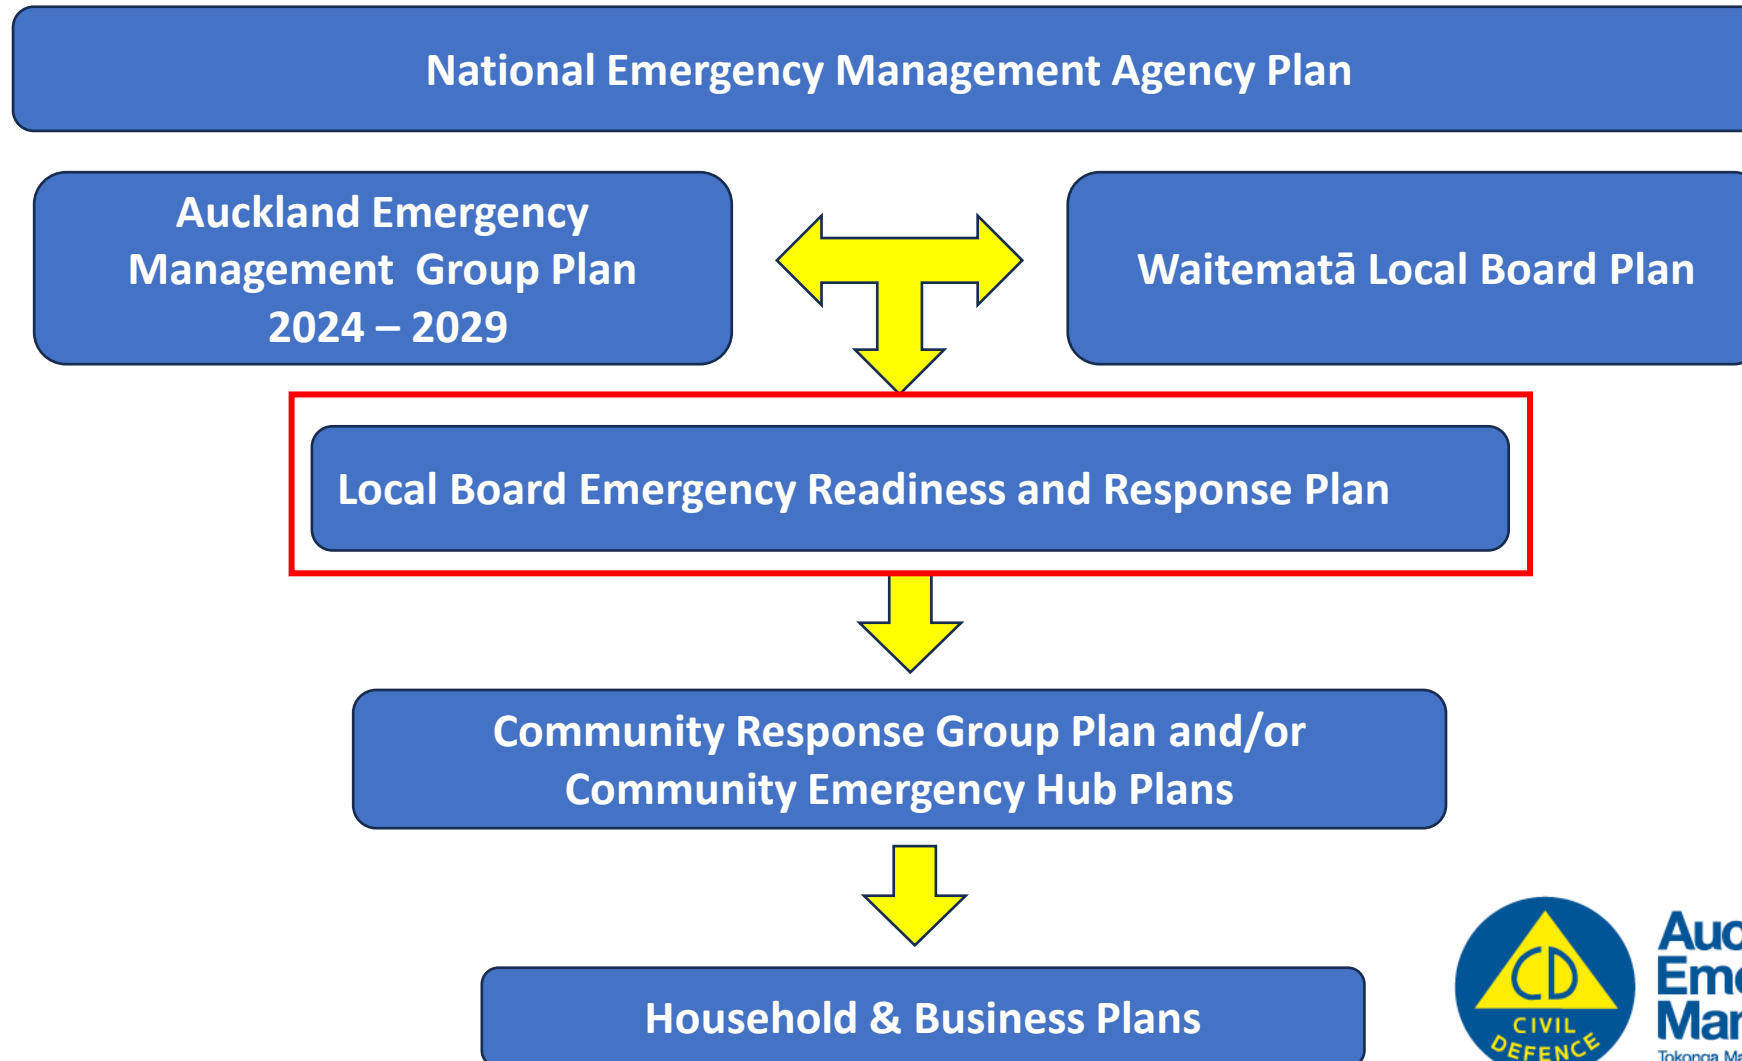 National Emergency Management Agency Plan
Auckland Emergency
Management Group Plan
2024 – 2029
Waitematā Local Board Plan
Local Board Emergency Readiness and Response Plan
Community Response Group Plan and/or
Community Emergency Hub Plans
Household & Business Plans
CD
CIVIL
DEFENCE
Tokonga